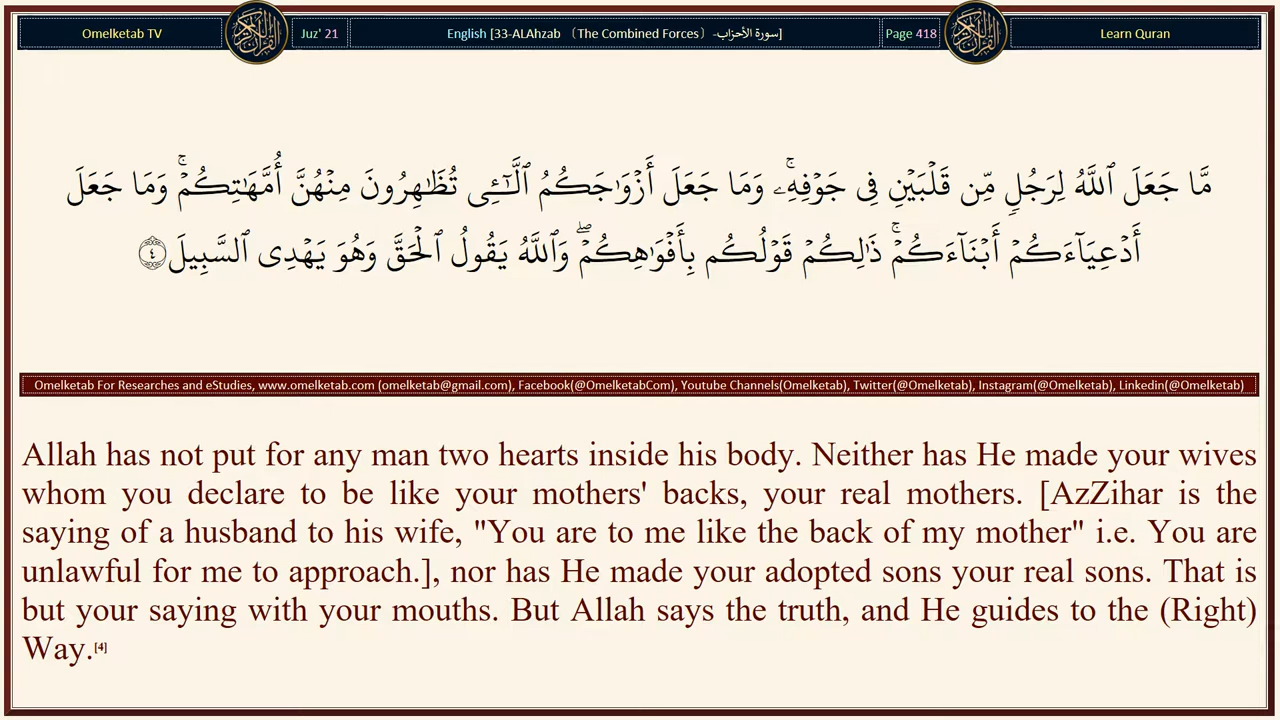 Omelketab TV
Juz' 21
English [33-ALAhzab （The Combined Forces） -سورة الأحزاب]
Page 418
Learn Quran
مَّا جَعَلَ ٱللَّهُ لِرَجُلٍۢ مِّن قَلْبَيْنِ فِى جَوْفِهِۦۚ وَمَا جَعَلَ أَزْوَٰجَكُمُ ٱلَّـٰٓـِٔى تُظَـٰهِرُونَ مِنْهُنَّ أُمَّهَـٰتِكُمْۚ وَمَا جَعَلَ
أَدْعِيَآءَكُمْ أَبْنَآءَكُمْۚ ذَٰلِكُمْ قَوْلُكُم بِأَفْوَٰهِكُمْۖ وَٱللَّهُ يَقُولُ ٱلْحَقَّ وَهُوَ يَهْدِى ٱلسَّبِيلَ ٤
Omelketab For Researches and eStudies, www.omelketab.com (omelketab@gmail.com), Facebook(@OmelketabCom), Youtube Channels(Omelketab), Twitter(@Omelketab), Instagram(@Omelketab), Linkedin(@Omelketab)
Allah has not put for any man two hearts inside his body. Neither has He made your wives
whom you declare to be like your mothers' backs, your real mothers. [AzZihar is the
saying of a husband to his wife, "You are to me like the back of my mother" i.e. You are
unlawful for me to approach.], nor has He made your adopted sons your real sons. That is
but your saying with your mouths. But Allah says the truth, and He guides to the (Right)
Way.[4]